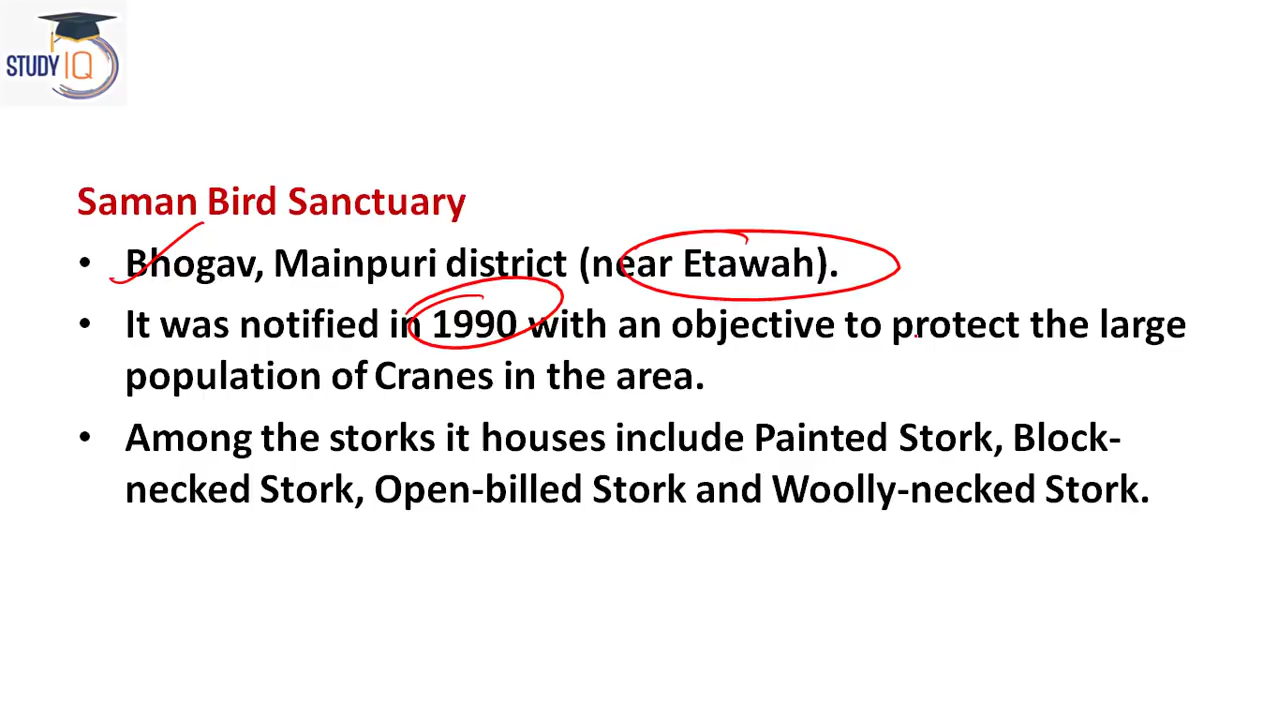 STUDY IQ
Saman Bird Sanctuary
• Bhogav, Mainpuri district (near Etawah).
• It was notified in 1990 with an objective to protect the large
population of Cranes in the area.
• Among the storks it houses include Painted Stork, Block-
necked Stork, Open-billed Stork and Woolly-necked Stork.